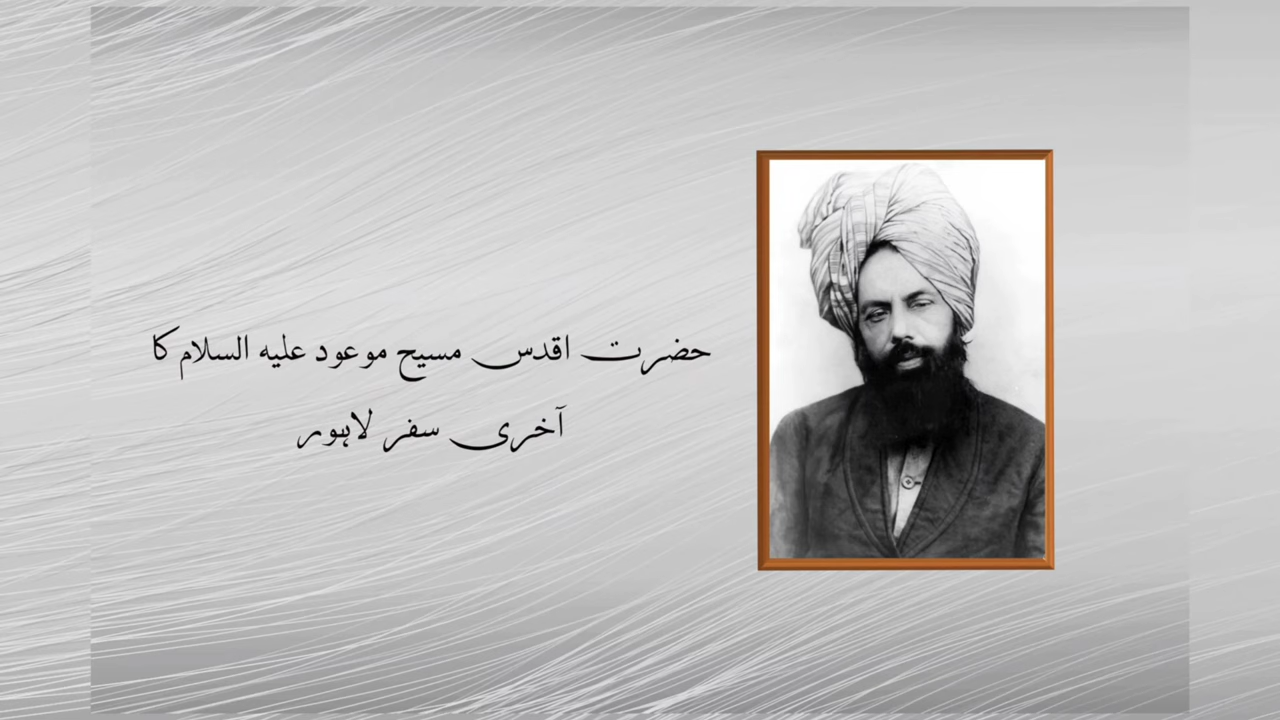 حضرت اقدس مسیح موعود علیہ السلام کا
آخری سفر لاہور